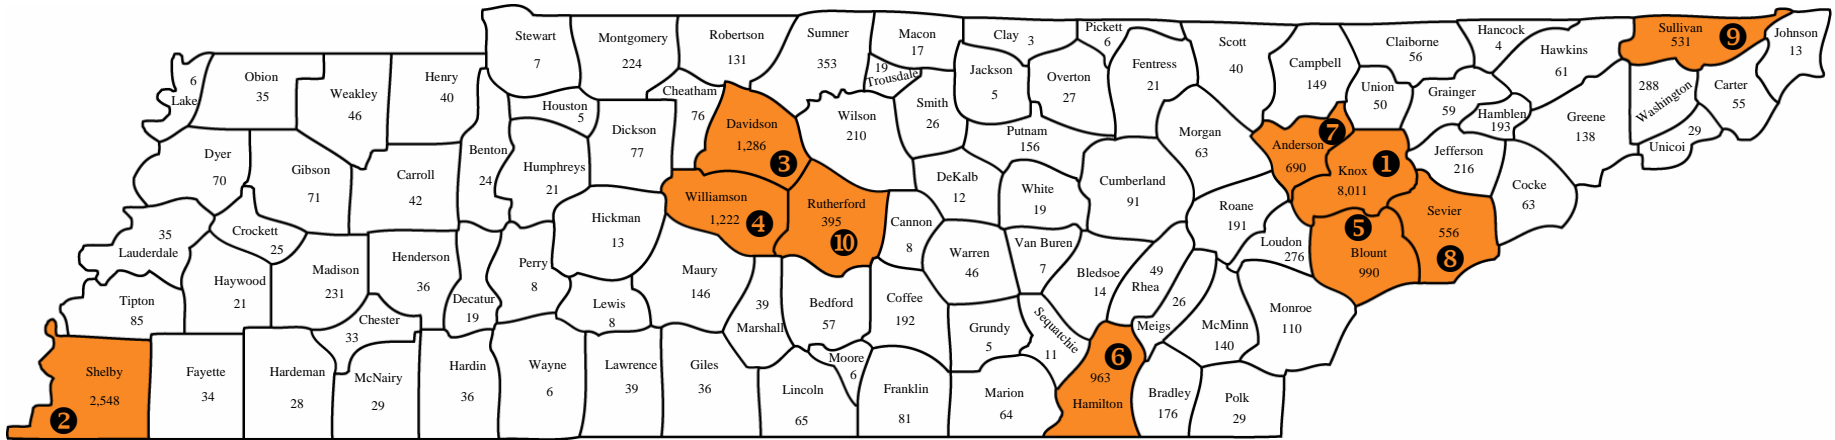 Stewart
7
Montgomery
224
Robertson
131
Sumner
353
Macon
17
Clay 3
Pickett
6
Scott
40
Claiborne
56
Hancock
4
Hawkins
61
Sullivan
531
9
Johnson
13
6
Lake
Obion
35
Weakley
46
Henry
40
Houston
5
Cheatham
76
19
Trousdale
Jackson
5
Overton
27
Fentress
21
Campbell
149
Union
50
Grainger
59
Hamblen
193
Greene
138
288
Washington
Carter
55
29
Unicoi
Dyer
70
Gibson
71
Carroll
42
Benton
24
Humphreys
21
Dickson
77
Davidson
1,286
3
Wilson
210
Smith
26
Putnam
156
Morgan
63
Anderson
7
690
Knox
1
8,011
Jefferson
216
Cocke
63
35
Lauderdale
Crockett
25
Haywood
21
Madison
231
Henderson
36
Decatur
19
Perry
8
Hickman
13
Williamson
1,222
4
Rutherford
395
10
Cannon
8
DeKalb
12
White
19
Cumberland
91
Roane
191
Loudon
276
5
Blount
990
Sevier
556
8
Tipton
85
Chester
33
Lewis
8
Maury
146
39
Marshall
Bedford
57
Coffee
192
Warren
46
Van Buren
7
Bledsoe
14
49
Rhea
26
Meigs
McMinn
140
Monroe
110
Shelby
2,548
2
Fayette
34
Hardeman
28
McNairy
29
Hardin
36
Wayne
6
Lawrence
39
Giles
36
Lincoln
65
Moore
6
Franklin
81
Grundy
5
Sequatchie
11
Marion
64
6
963
Hamilton
Bradley
176
Polk
29